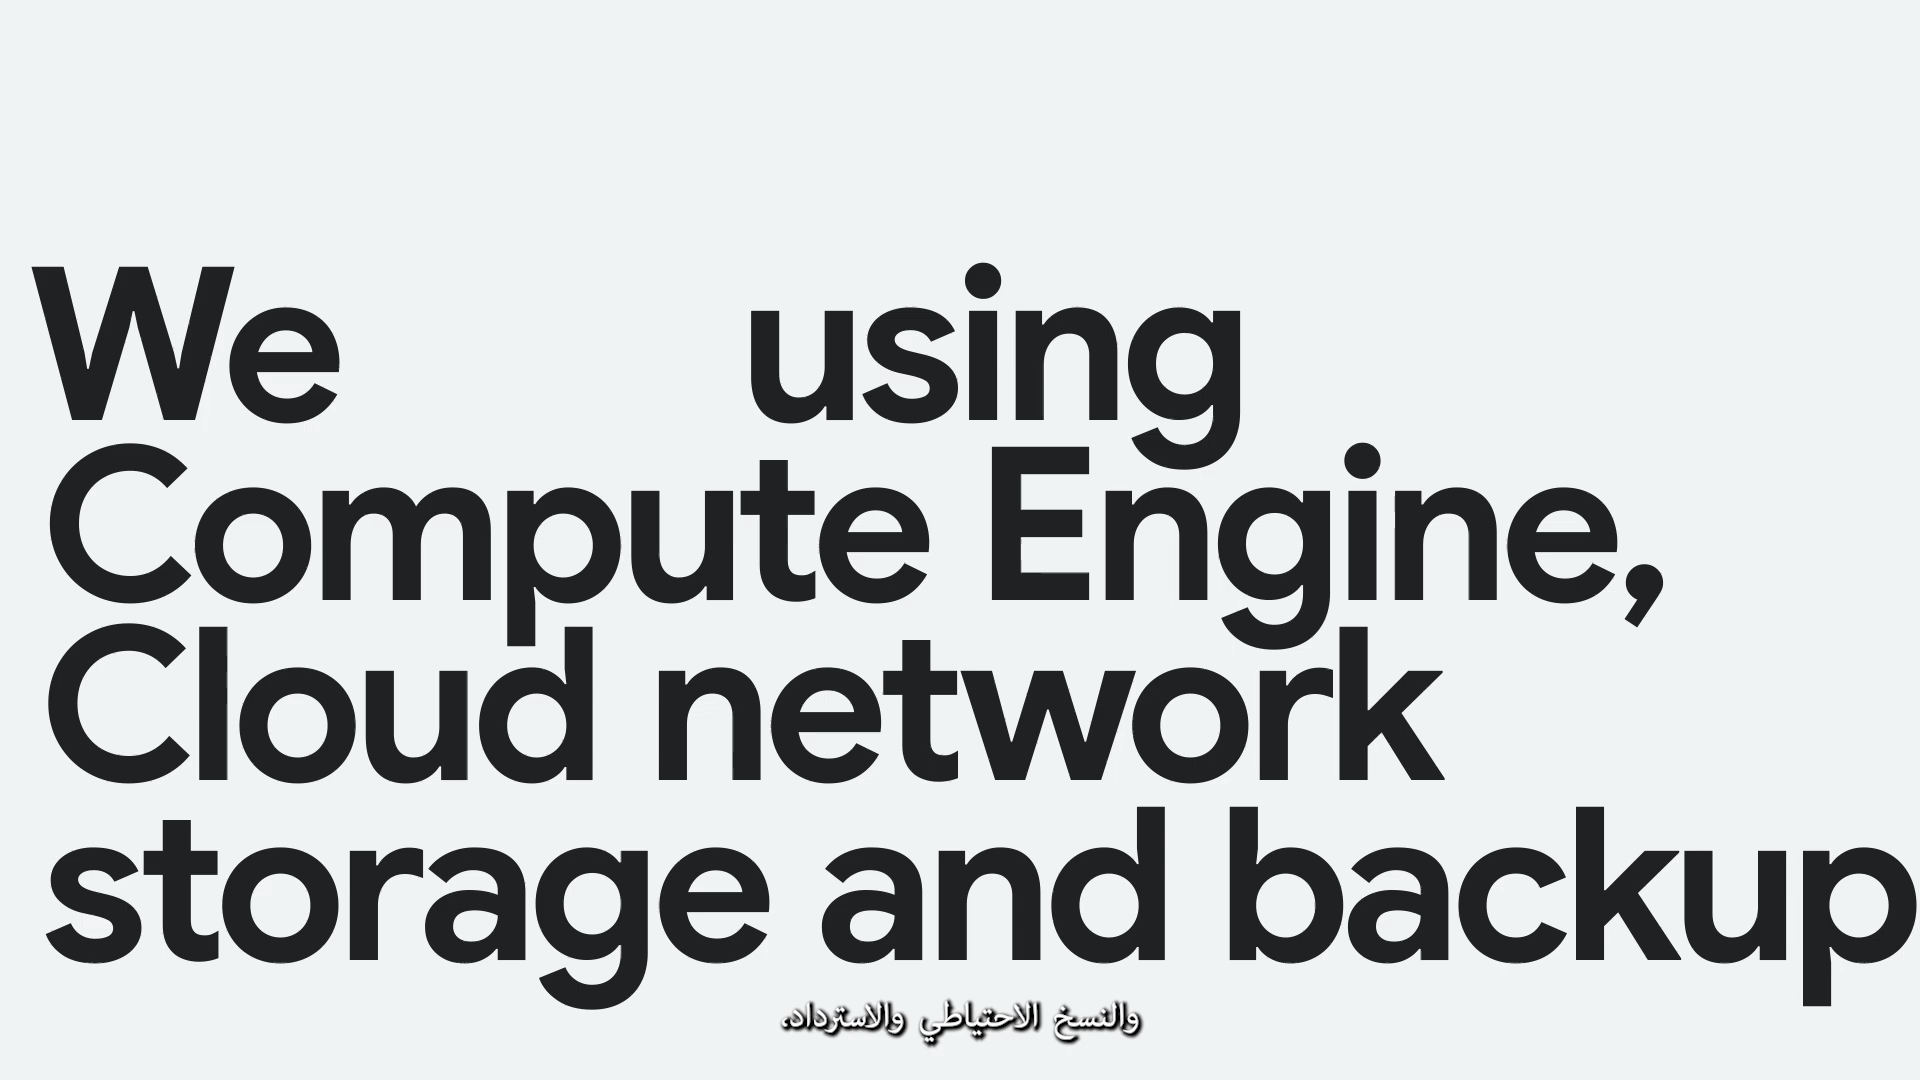 We using
Compute Engine,
Cloud network
storage and backup
والنسخ الاحتياطي والاسترداد،